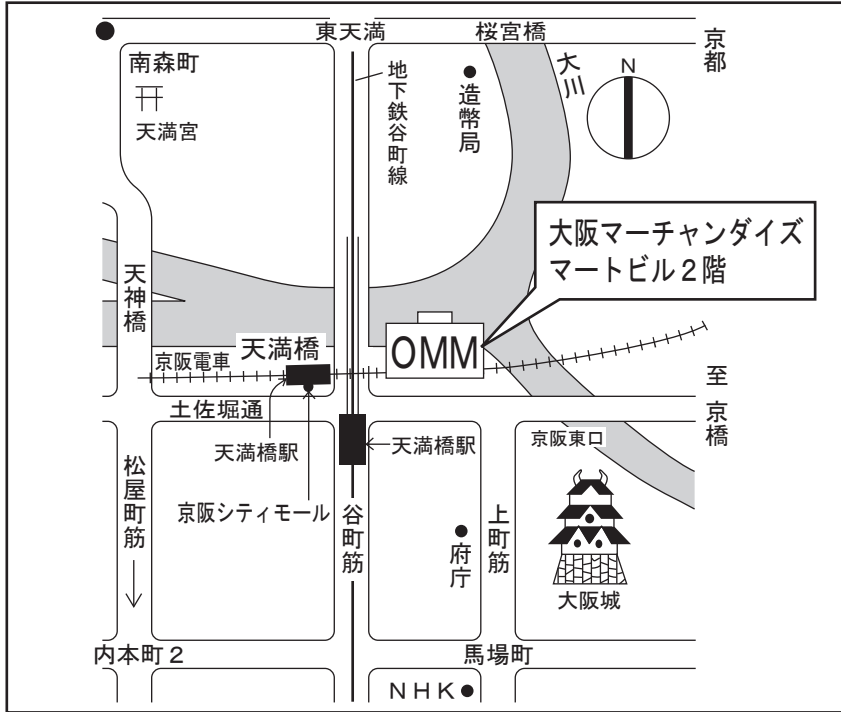 東天満
桜宮橋
京都
南森町
天満宮
地下鉄谷町線
造幣局
大川
N
大阪マーチャンダイズ
マートビル2階
天神橋
天満橋
京阪電車
OMM
至京橋
土佐堀通
天満橋駅
天満橋駅
京阪東口
松屋町筋
京阪シティモール
谷町筋
府庁
上町筋
大阪城
内本町2
馬場町
NHK